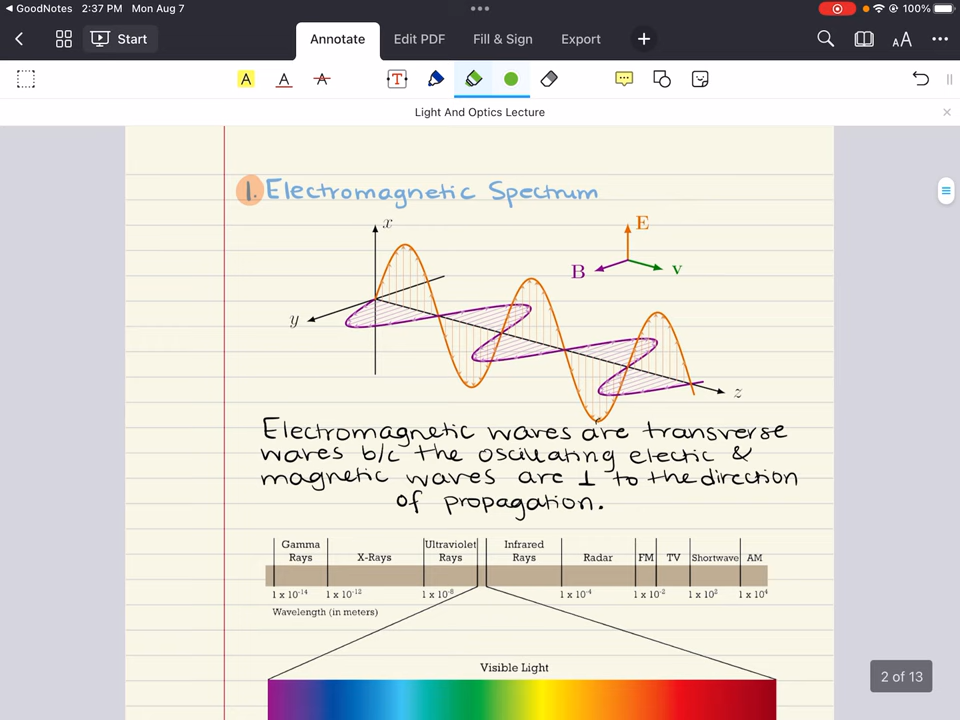 GoodNotes 2:37 PM Mon Aug 7 100%
Start Annotate Edit PDF Fill & Sign Export
A A A T AA
Light And Optics Lecture
1. Electromagnetic Spectrum
x
E
B v
y
z
Electromagnetic waves are transverse
waves b/c the oscillating electic &
magnetic waves are ⊥ to the direction
of propagation.
Gamma Rays X-Rays Ultraviolet Rays Infrared Rays Radar FM TV Shortwave AM
1 x 10⁻¹⁴ 1 x 10⁻¹² 1 x 10⁻⁸ 1 x 10⁻⁴ 1 x 10⁻² 1 x 10² 1 x 10⁴
Wavelength (in meters)
Visible Light
2 of 13